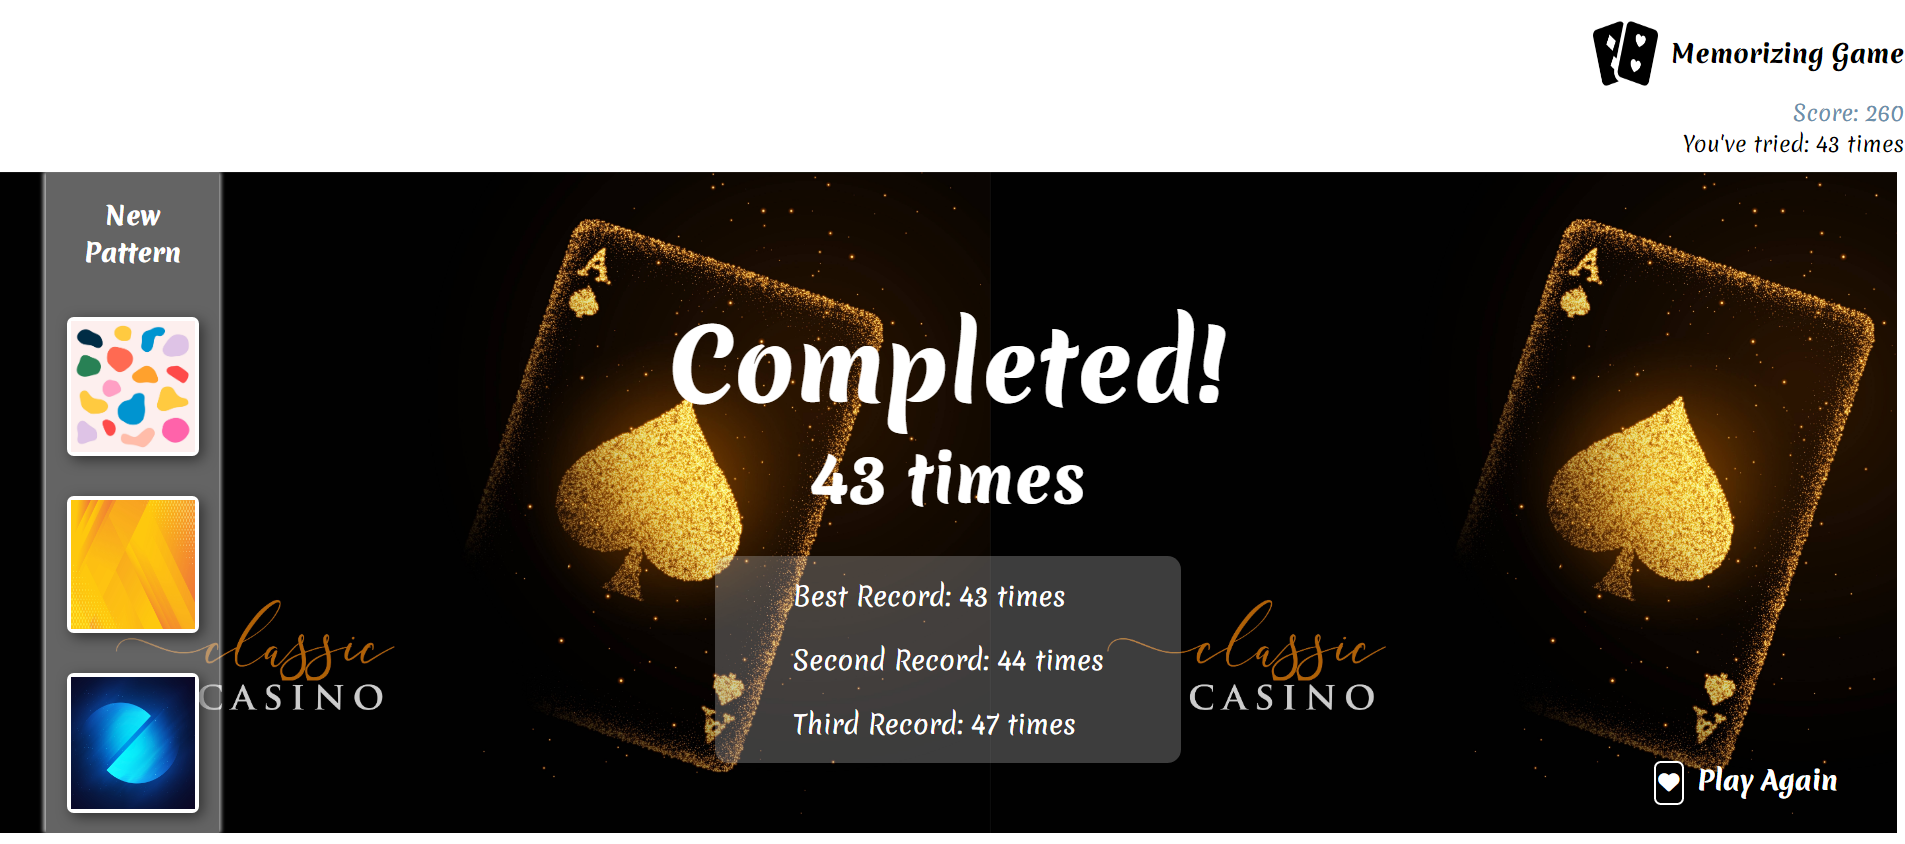 Memorizing Game
Score: 260
You've tried: 43 times
New
Pattern
A
Completed!
43 times
Best Record: 43 times
Second Record: 44 times
Third Record: 47 times
A
classic
CASINO
A
classic
CASINO
A
Play Again